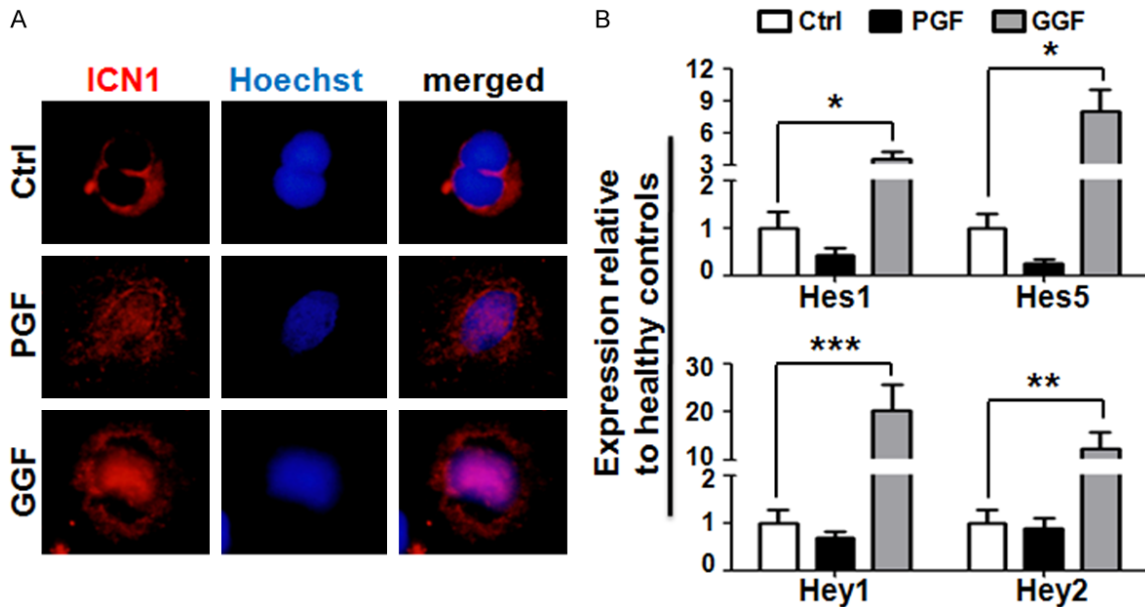 A
ICN1 Hoechst merged
Ctrl
PGF
GGF
B
Ctrl PGF GGF
Expression relative
to healthy controls
12
9
6
3
2
1
0
*
*
Hes1 Hes5
30
20
10
2
1
0
***
**
Hey1 Hey2